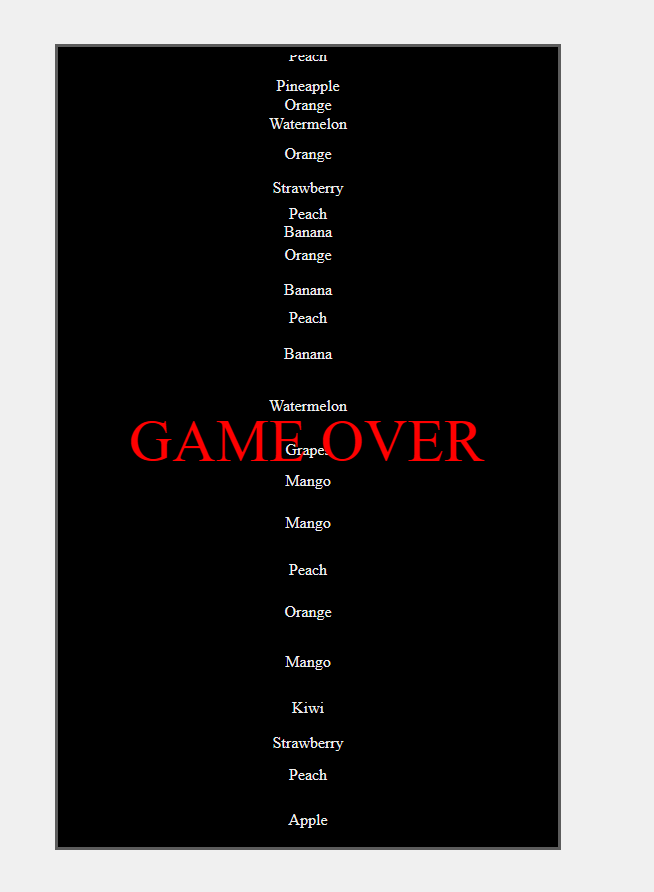 Peach
Pineapple
Orange
Watermelon
Orange
Strawberry
Peach
Banana
Orange
Banana
Peach
Banana
Watermelon
GAME OVER
Grapes
Mango
Mango
Peach
Orange
Mango
Kiwi
Strawberry
Peach
Apple